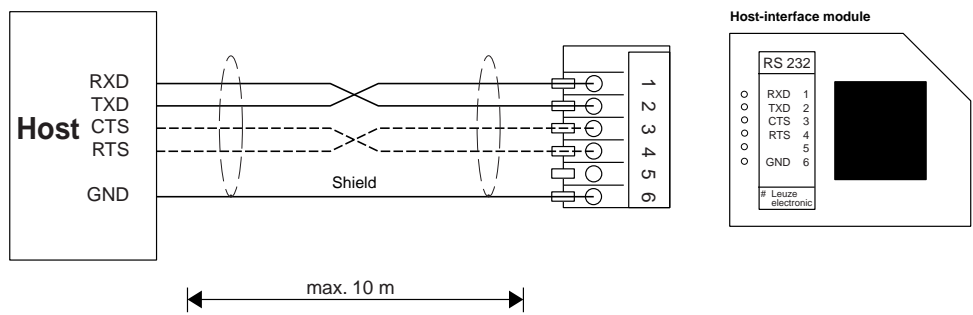 Host
RXD
TXD
CTS
RTS
GND
Shield
max. 10 m
1
2
3
4
5
6
Host-interface module
RS 232
RXD 1
TXD 2
CTS 3
RTS 4
5
GND 6
# Leuze
electronic